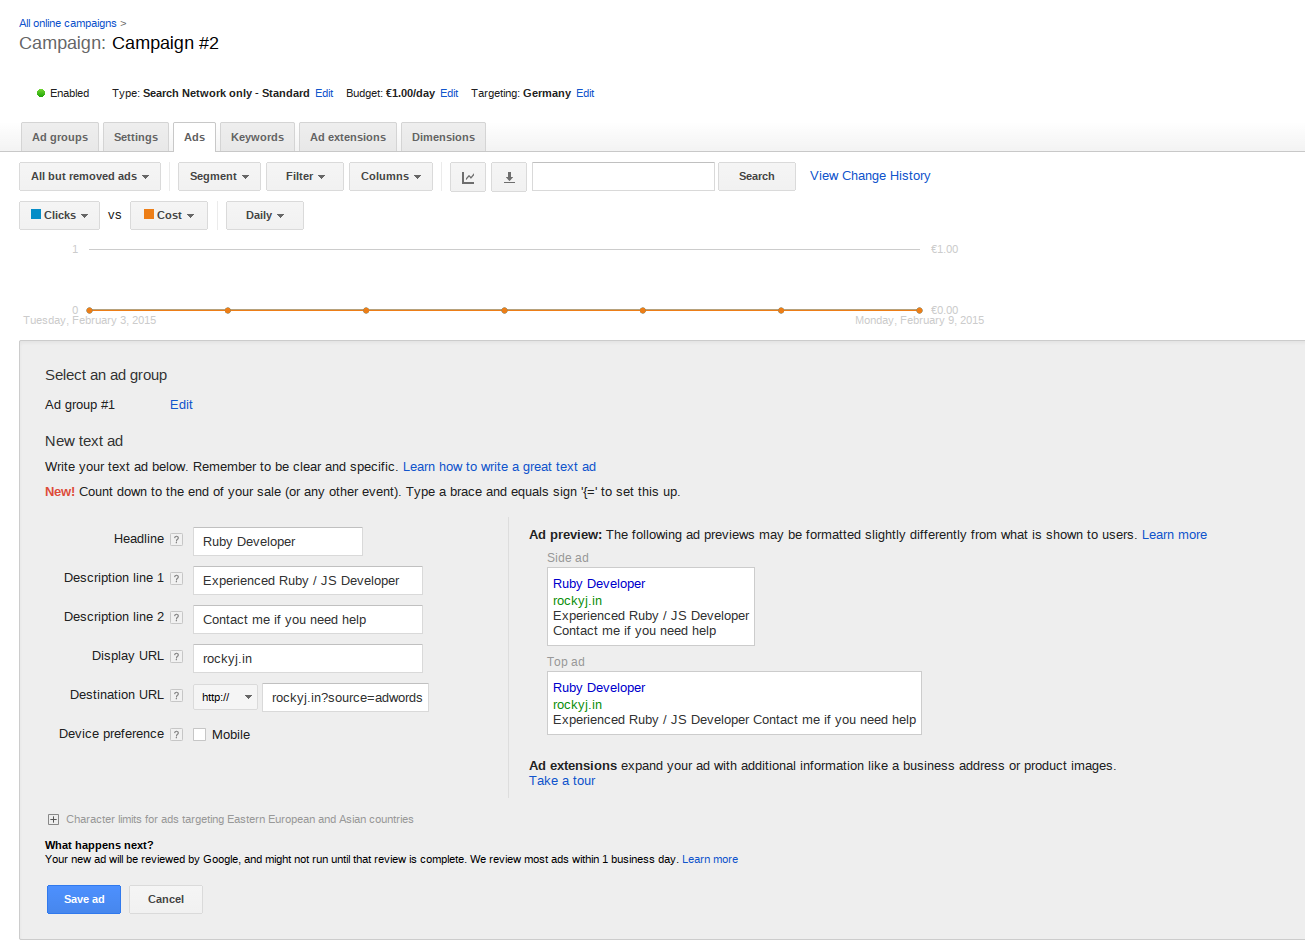 All online campaigns >
Campaign: Campaign #2
Enabled Type: Search Network only - Standard Edit Budget: €1.00/day Edit Targeting: Germany Edit
Ad groups Settings Ads Keywords Ad extensions Dimensions
All but removed ads Segment Filter Columns Search View Change History
Clicks vs Cost Daily
1 €1.00
0 €0.00
Tuesday, February 3, 2015 Monday, February 9, 2015
Select an ad group
Ad group #1 Edit
New text ad
Write your text ad below. Remember to be clear and specific. Learn how to write a great text ad
New! Count down to the end of your sale (or any other event). Type a brace and equals sign '{=' to set this up.
Headline ? Ruby Developer
Description line 1 ? Experienced Ruby / JS Developer
Description line 2 ? Contact me if you need help
Display URL ? rockyj.in
Destination URL ? http:// rockyj.in?source=adwords
Device preference ? Mobile
Ad preview: The following ad previews may be formatted slightly differently from what is shown to users. Learn more
Side ad
Ruby Developer
rockyj.in
Experienced Ruby / JS Developer
Contact me if you need help
Top ad
Ruby Developer
rockyj.in
Experienced Ruby / JS Developer Contact me if you need help
Ad extensions expand your ad with additional information like a business address or product images.
Take a tour
Character limits for ads targeting Eastern European and Asian countries
What happens next?
Your new ad will be reviewed by Google, and might not run until that review is complete. We review most ads within 1 business day. Learn more
Save ad Cancel